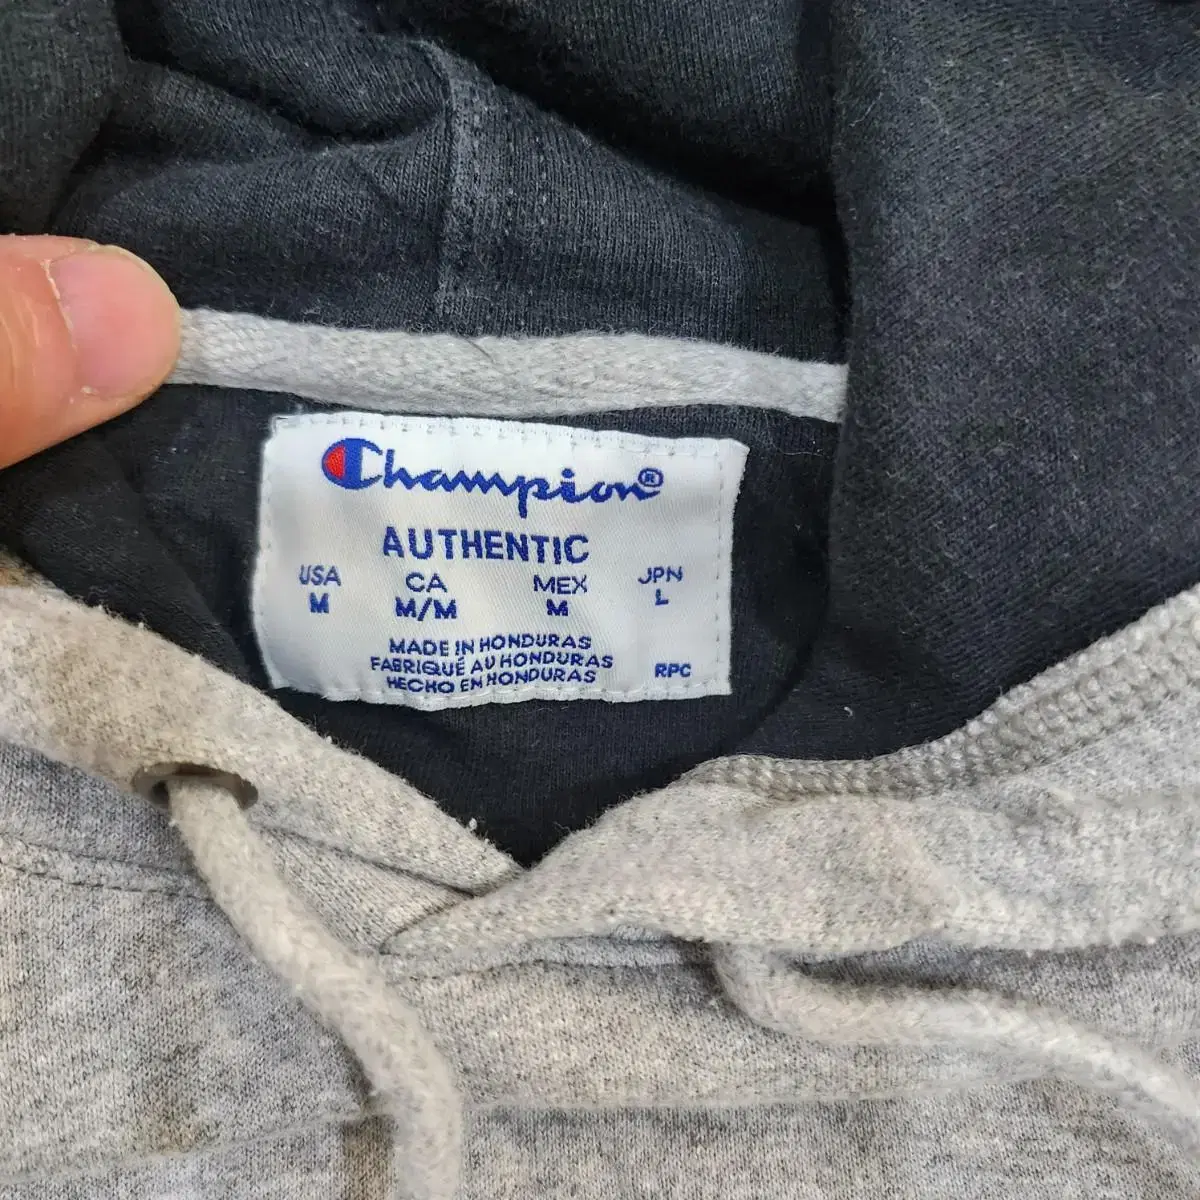 Champion®
AUTHENTIC
USA CA MEX JPN
M M/M M L
MADE IN HONDURAS
FABRIQUÉ AU HONDURAS
HECHO EN HONDURAS
RPC